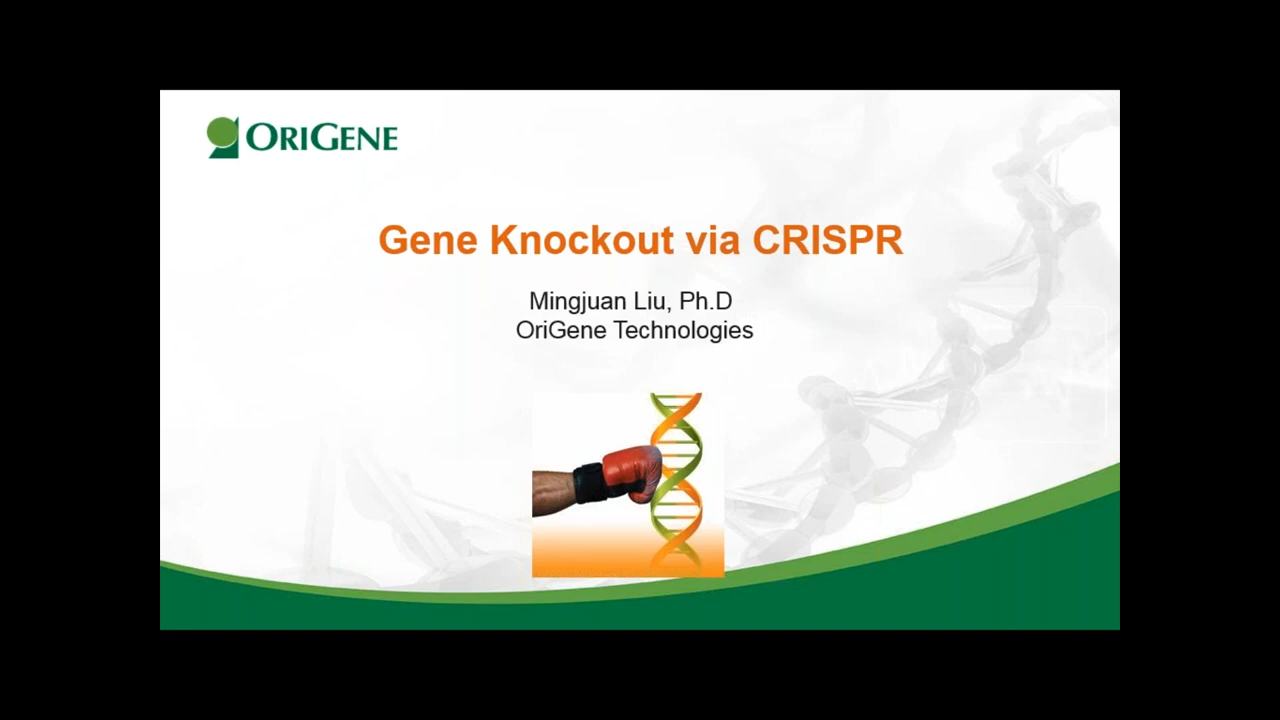 ORIGENE
Gene Knockout via CRISPR
Mingjuan Liu, Ph.D
OriGene Technologies